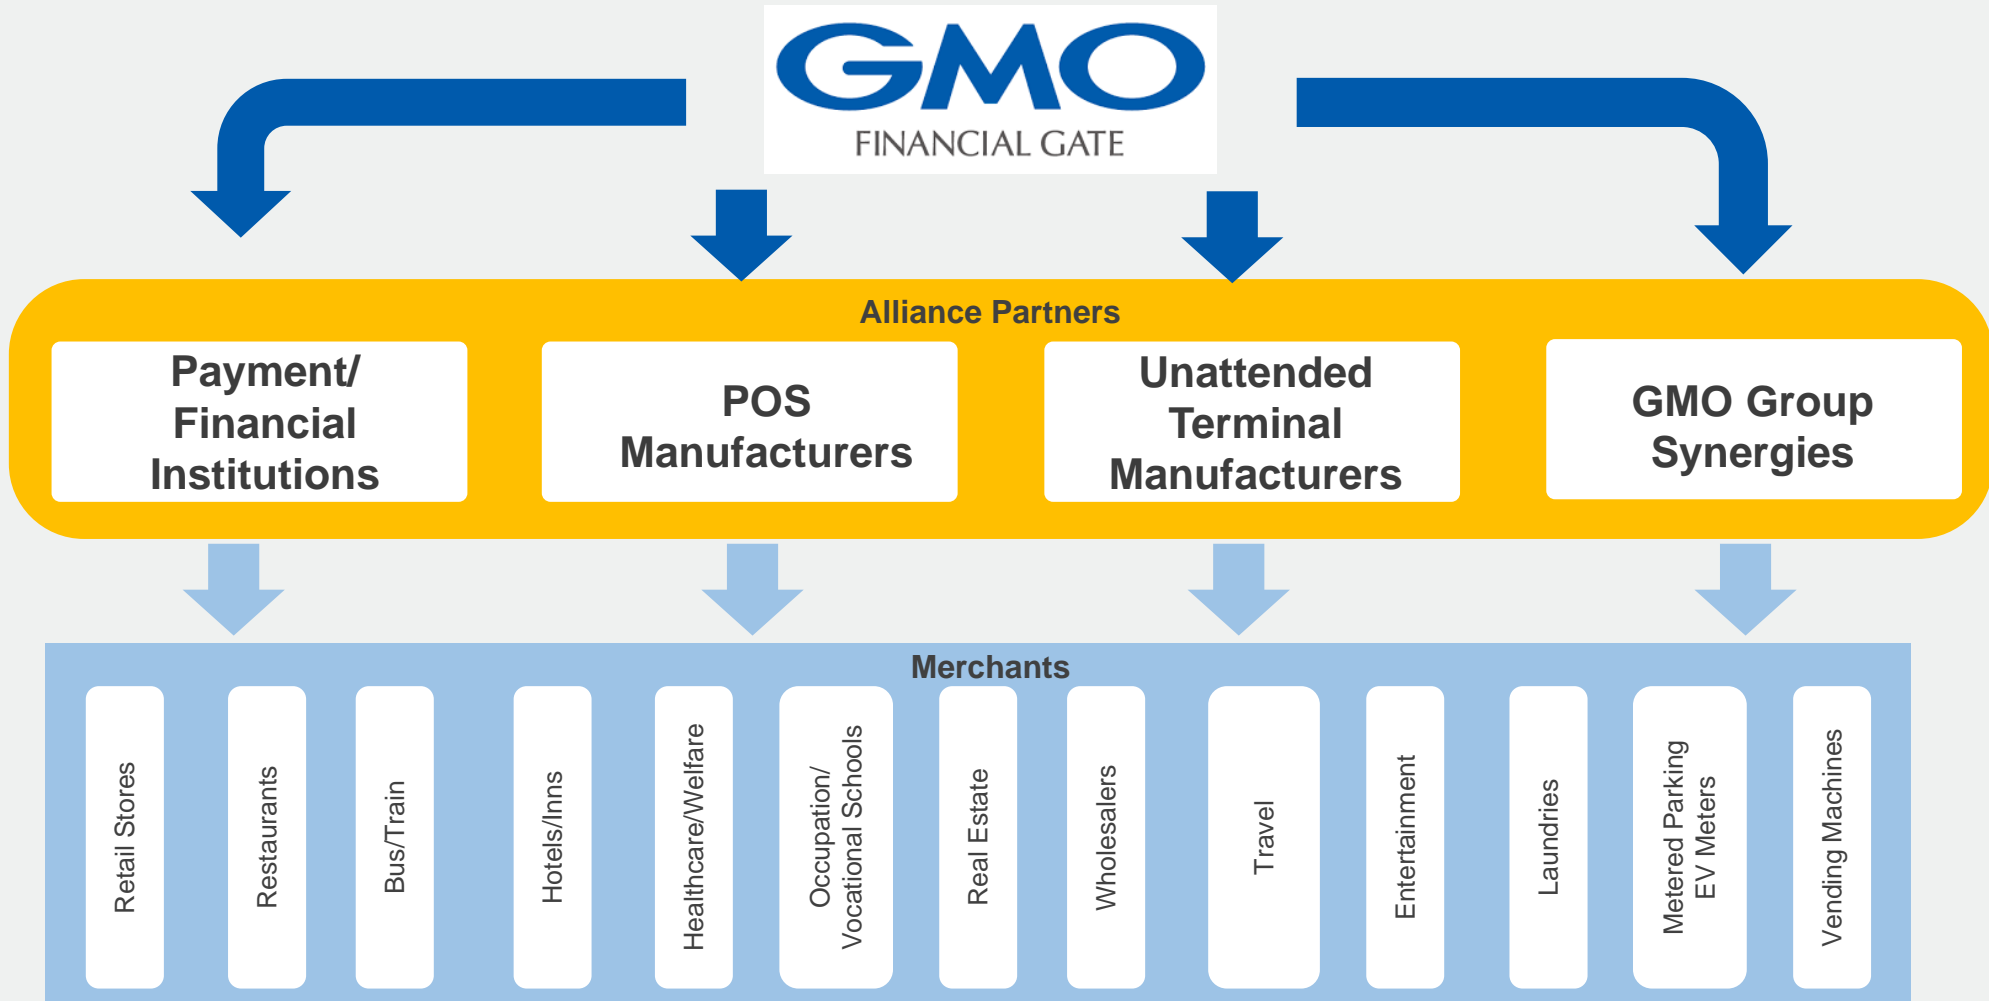 GMO
FINANCIAL GATE
Alliance Partners
Payment/
Financial
Institutions
POS
Manufacturers
Unattended
Terminal
Manufacturers
GMO Group
Synergies
Merchants
Retail Stores
Restaurants
Bus/Train
Hotels/Inns
Healthcare/Welfare
Occupation/
Vocational Schools
Real Estate
Wholesalers
Travel
Entertainment
Laundries
Metered Parking
EV Meters
Vending Machines